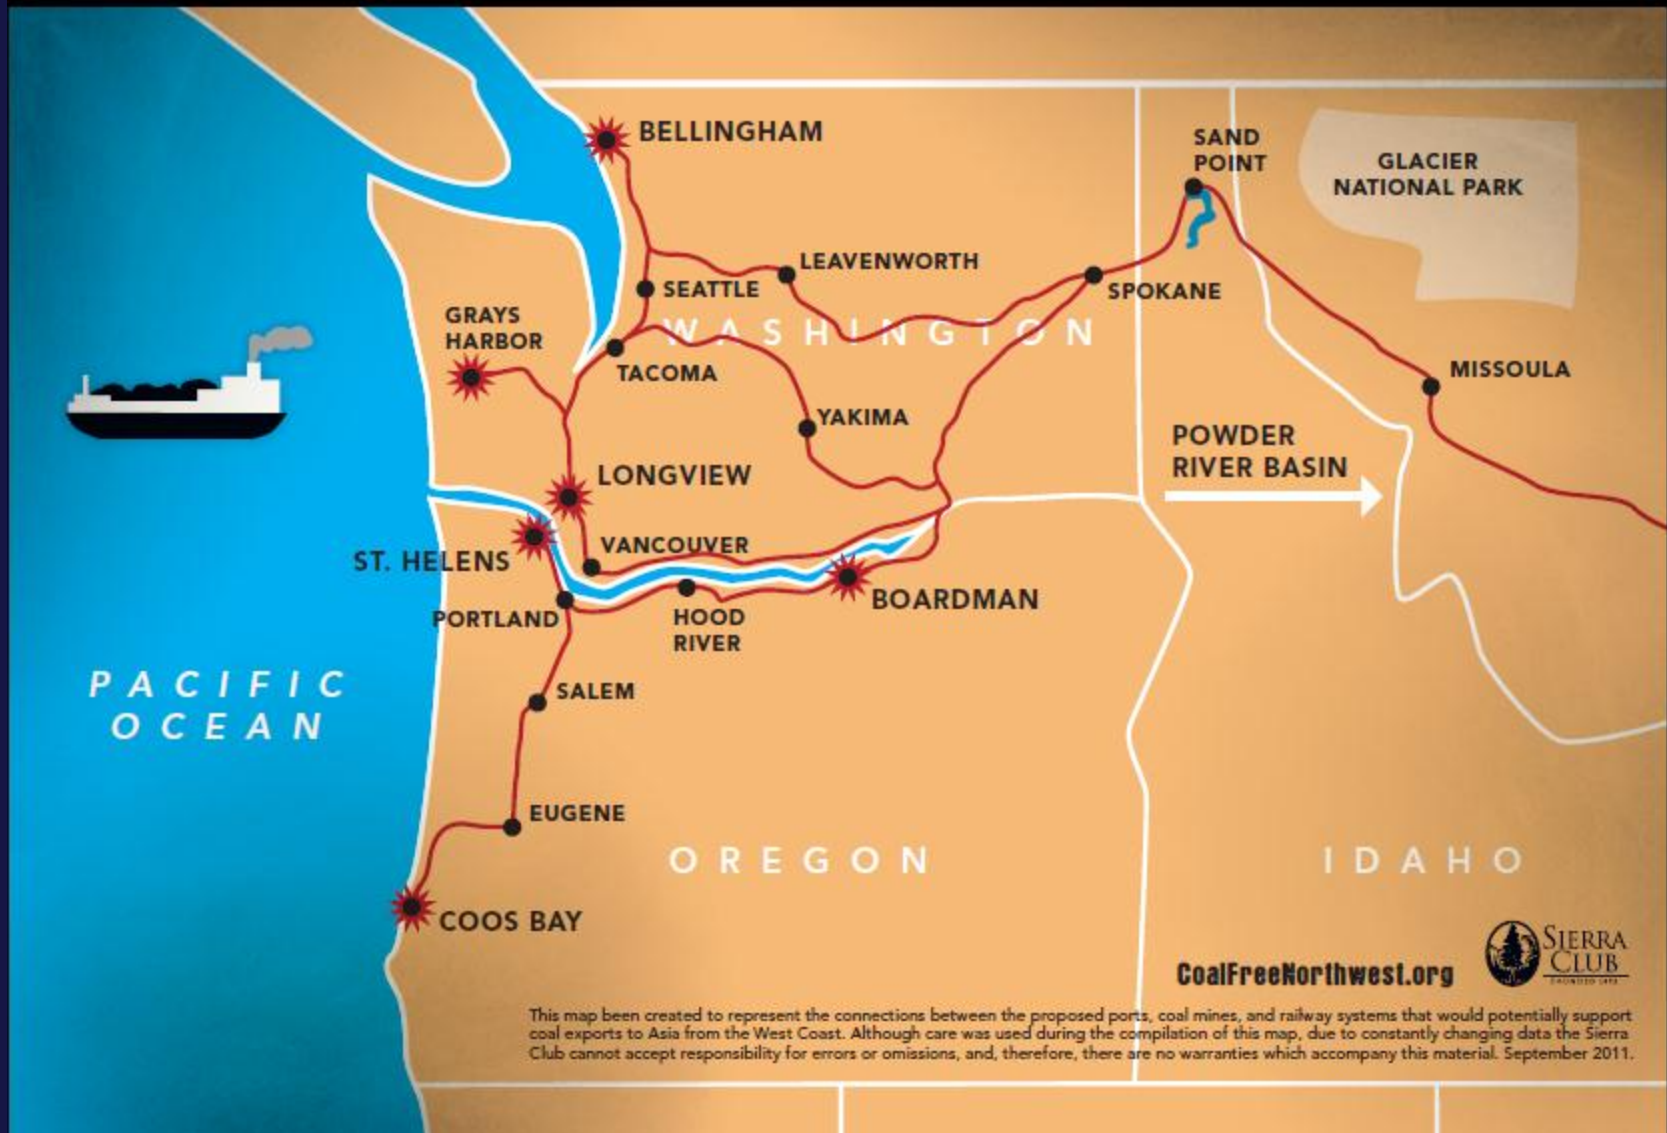 BELLINGHAM
SAND
POINT
GLACIER
NATIONAL PARK
LEAVENWORTH
SEATTLE
SPOKANE
GRAYS
HARBOR
WASHINGTON
TACOMA
MISSOULA
YAKIMA
POWDER
RIVER BASIN
LONGVIEW
VANCOUVER
ST. HELENS
BOARDMAN
PORTLAND
HOOD
RIVER
PACIFIC
OCEAN
SALEM
EUGENE
OREGON
IDAHO
COOS BAY
SIERRA
CLUB
FOUNDED 1892
CoalFreeNorthwest.org
This map been created to represent the connections between the proposed ports, coal mines, and railway systems that would potentially support
coal exports to Asia from the West Coast. Although care was used during the compilation of this map, due to constantly changing data the Sierra
Club cannot accept responsibility for errors or omissions, and, therefore, there are no warranties which accompany this material. September 2011.